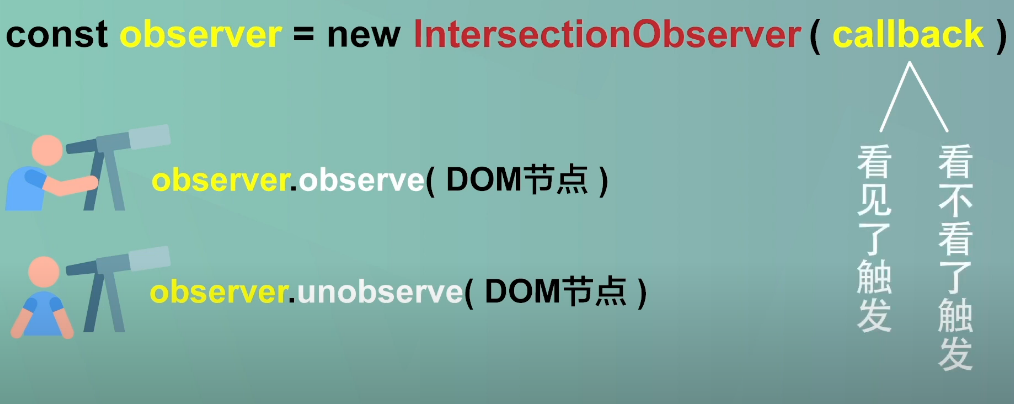 const observer = new IntersectionObserver ( callback )
observer.observe( DOM节点 )
observer.unobserve( DOM节点 )
看见了触发
看不看了触发